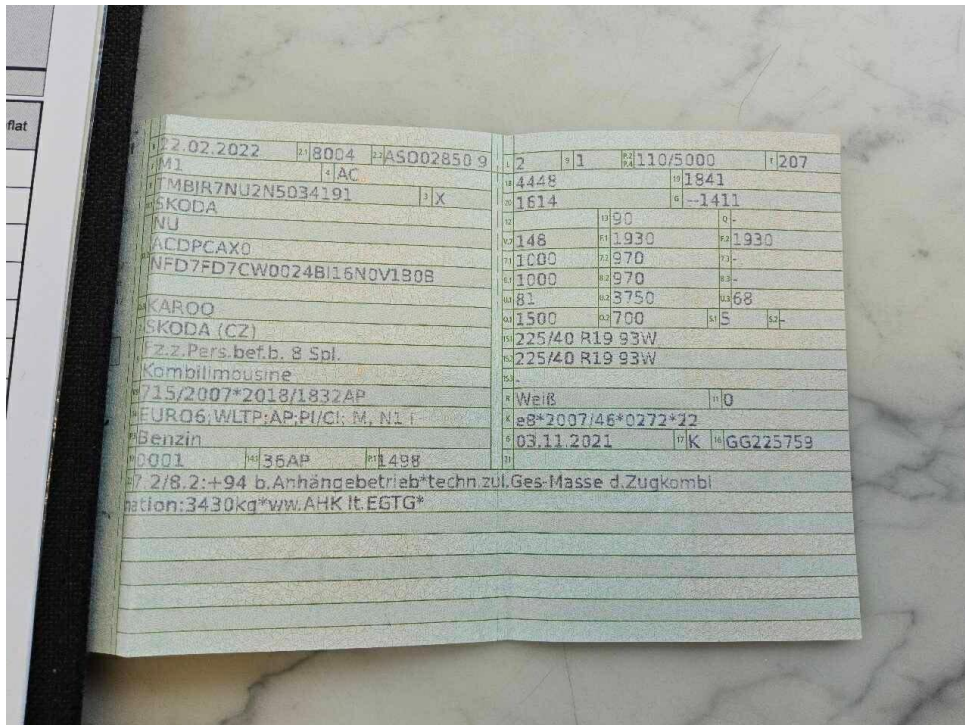 flat
22.02.2022 2.1 8004 2.2 ASO02850 9
M1 4 AC
TMBJR7NU2N5034191 3 X
SKODA
NU
ACDPCAX0
NFD7FD7CW0024BI16N0V1B0B
KAROQ
SKODA (CZ)
Fz.z.Pers.bef.b. 8 Spl.
Kombilimousine
715/2007*2018/1832AP
EURO6;WLTP;AP;PI/CI; M, N1 I
Benzin
0001 14.1 36AP P.1 1498
7.2/8.2:+94 b.Anhängebetrieb*techn.zul.Ges-Masse d.Zugkombi
nation:3430kg*ww.AHK lt.EGTG*
L 2 9 1 P.2 P.4 110/5000 T 207
18 4448 19 1841
20 1614 G --1411
12 13 90 Q -
V.7 148 F.1 1930 F.2 1930
7.1 1000 7.2 970 7.3 -
8.1 1000 8.2 970 8.3 -
U.1 81 U.2 3750 U.3 68
O.1 1500 O.2 700 S.1 5 S.2 -
15.1 225/40 R19 93W
15.2 225/40 R19 93W
15.3 -
R Weiß 11 0
K e8*2007/46*0272*22
6 03.11.2021 17 K 16 GG225759
21